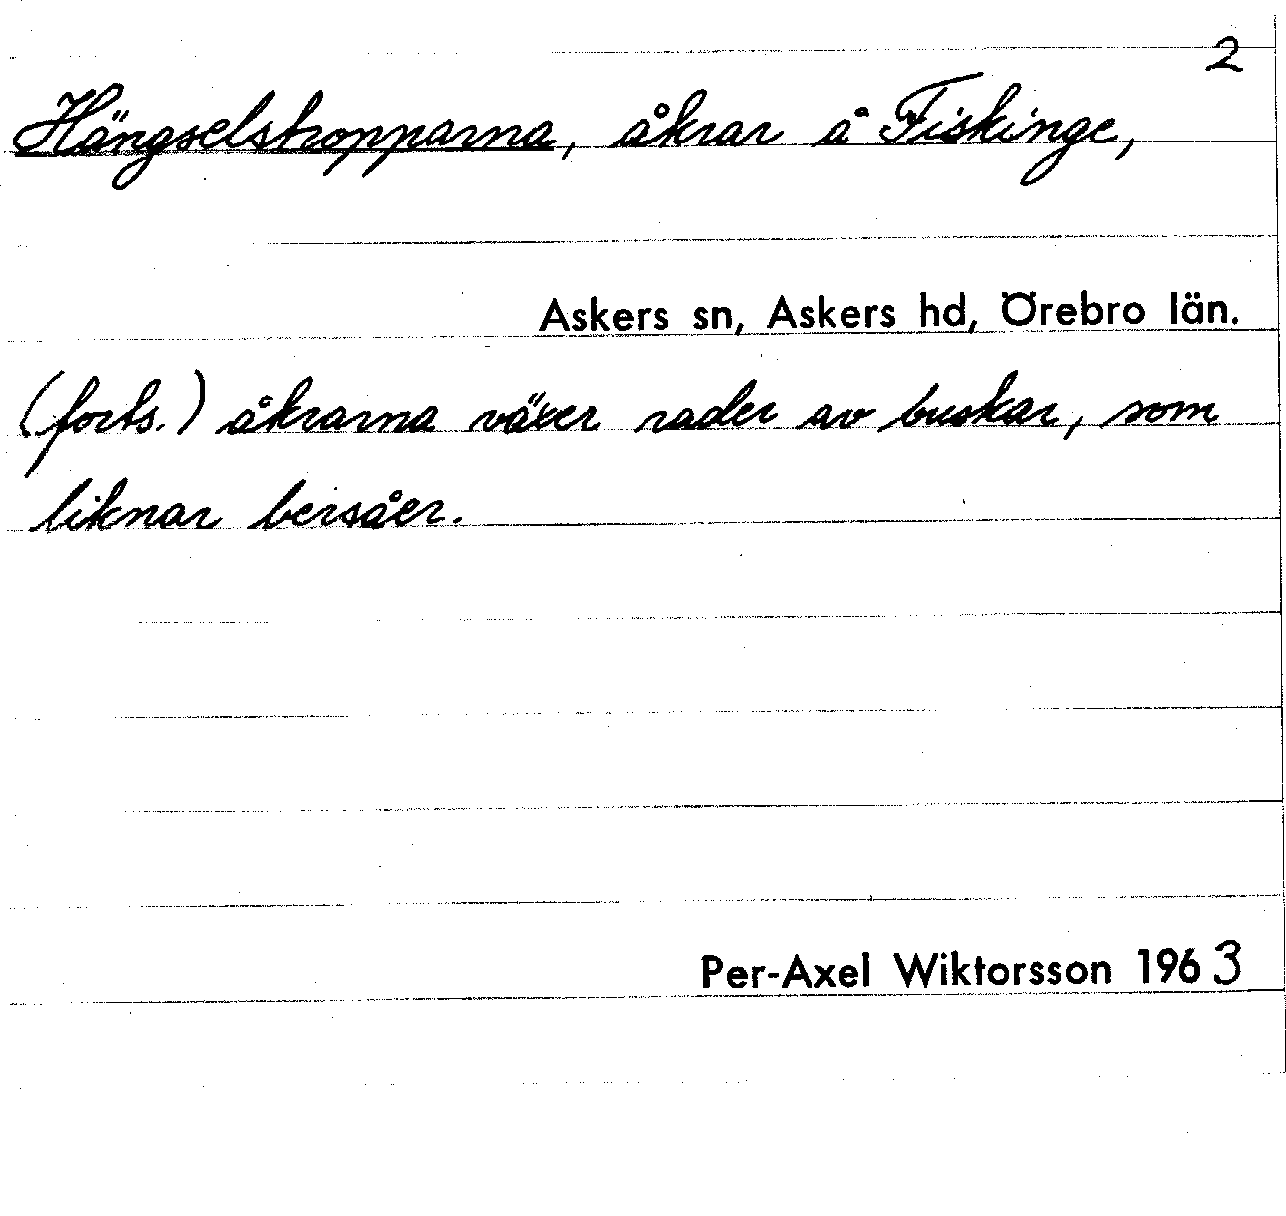 2
Hängselstropparna, åkrar å Fiskinge,
Askers sn, Askers hd, Örebro län.
(forts.) åkrarna växer rader av buskar, som
liknar bersåer.
Per-Axel Wiktorsson 1963